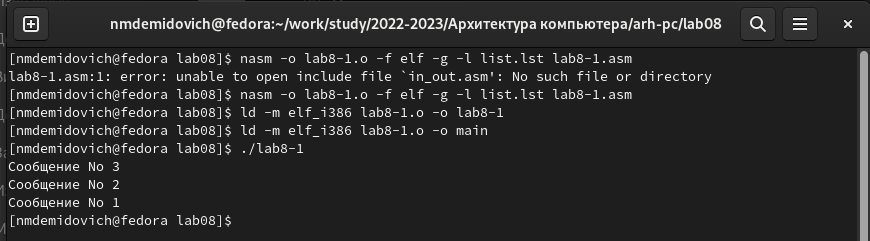 nmdemidovich@fedora:~/work/study/2022-2023/Архитектура компьютера/arh-pc/lab08
[nmdemidovich@fedora lab08]$ nasm -o lab8-1.o -f elf -g -l list.lst lab8-1.asm
lab8-1.asm:1: error: unable to open include file `in_out.asm': No such file or directory
[nmdemidovich@fedora lab08]$ nasm -o lab8-1.o -f elf -g -l list.lst lab8-1.asm
[nmdemidovich@fedora lab08]$ ld -m elf_i386 lab8-1.o -o lab8-1
[nmdemidovich@fedora lab08]$ ld -m elf_i386 lab8-1.o -o main
[nmdemidovich@fedora lab08]$ ./lab8-1
Сообщение No 3
Сообщение No 2
Сообщение No 1
[nmdemidovich@fedora lab08]$